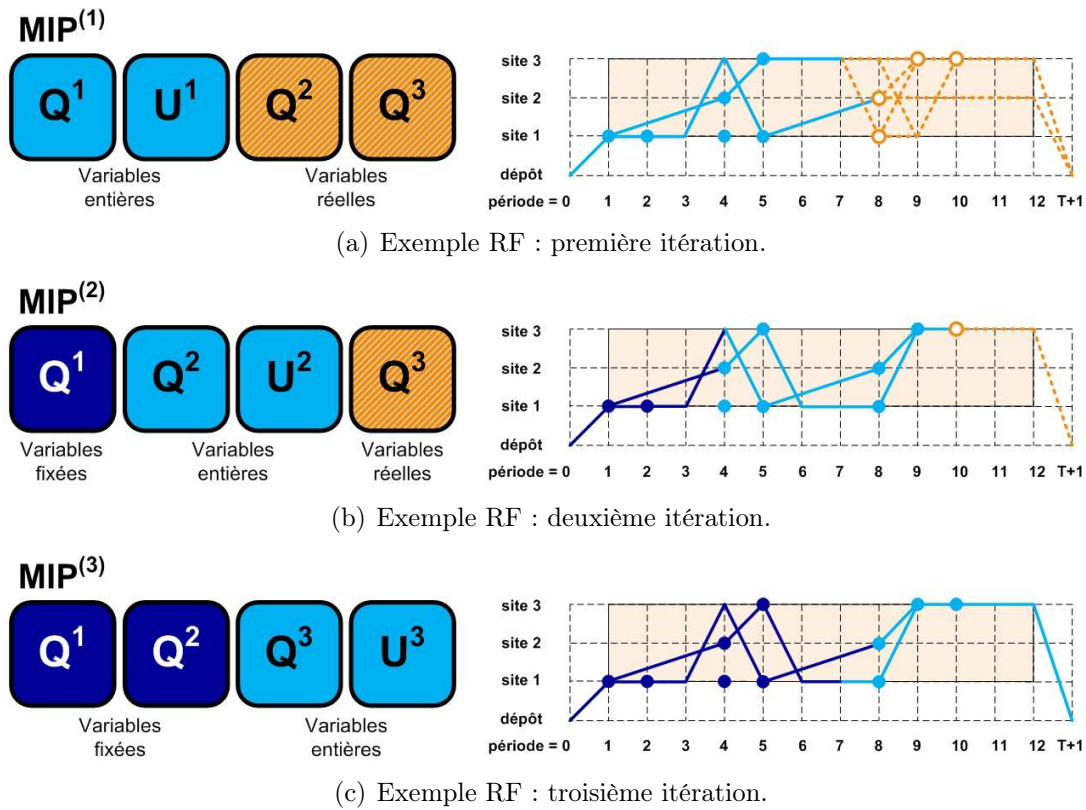 MIP(1)
Q1 U1 Q2 Q3
Variables
entières
Variables
réelles
site 3
site 2
site 1
dépôt
période = 0 1 2 3 4 5 6 7 8 9 10 11 12 T+1
(a) Exemple RF : première itération.
MIP(2)
Q1 Q2 U2 Q3
Variables
fixées
Variables
entières
Variables
réelles
site 3
site 2
site 1
dépôt
période = 0 1 2 3 4 5 6 7 8 9 10 11 12 T+1
(b) Exemple RF : deuxième itération.
MIP(3)
Q1 Q2 Q3 U3
Variables
fixées
Variables
entières
site 3
site 2
site 1
dépôt
période = 0 1 2 3 4 5 6 7 8 9 10 11 12 T+1
(c) Exemple RF : troisième itération.